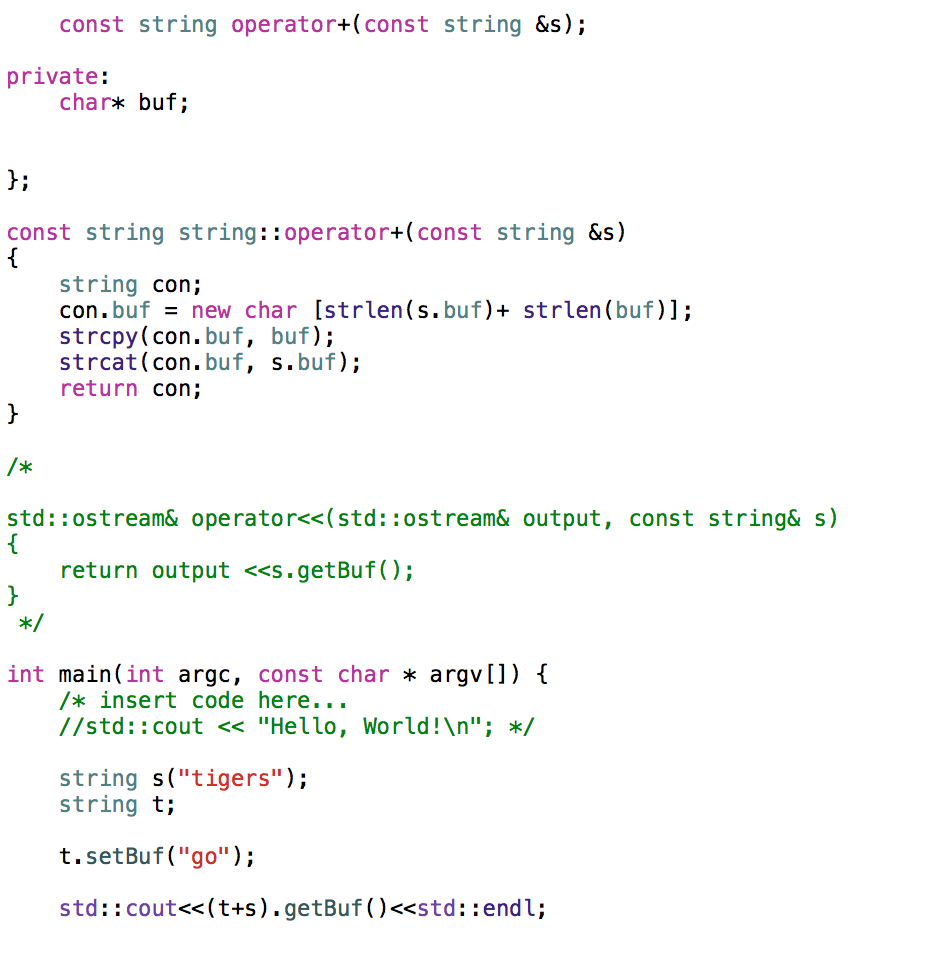 const string operator+(const string &s);
private:
char* buf;
};
const string string::operator+(const string &s)
{
string con;
con.buf = new char [strlen(s.buf)+ strlen(buf)];
strcpy(con.buf, buf);
strcat(con.buf, s.buf);
return con;
}
/*
std::ostream& operator<<(std::ostream& output, const string& s)
{
return output <<s.getBuf();
}
*/
int main(int argc, const char * argv[]) {
/* insert code here...
//std::cout << "Hello, World!\n"; */
string s("tigers");
string t;
t.setBuf("go");
std::cout<<(t+s).getBuf()<<std::endl;